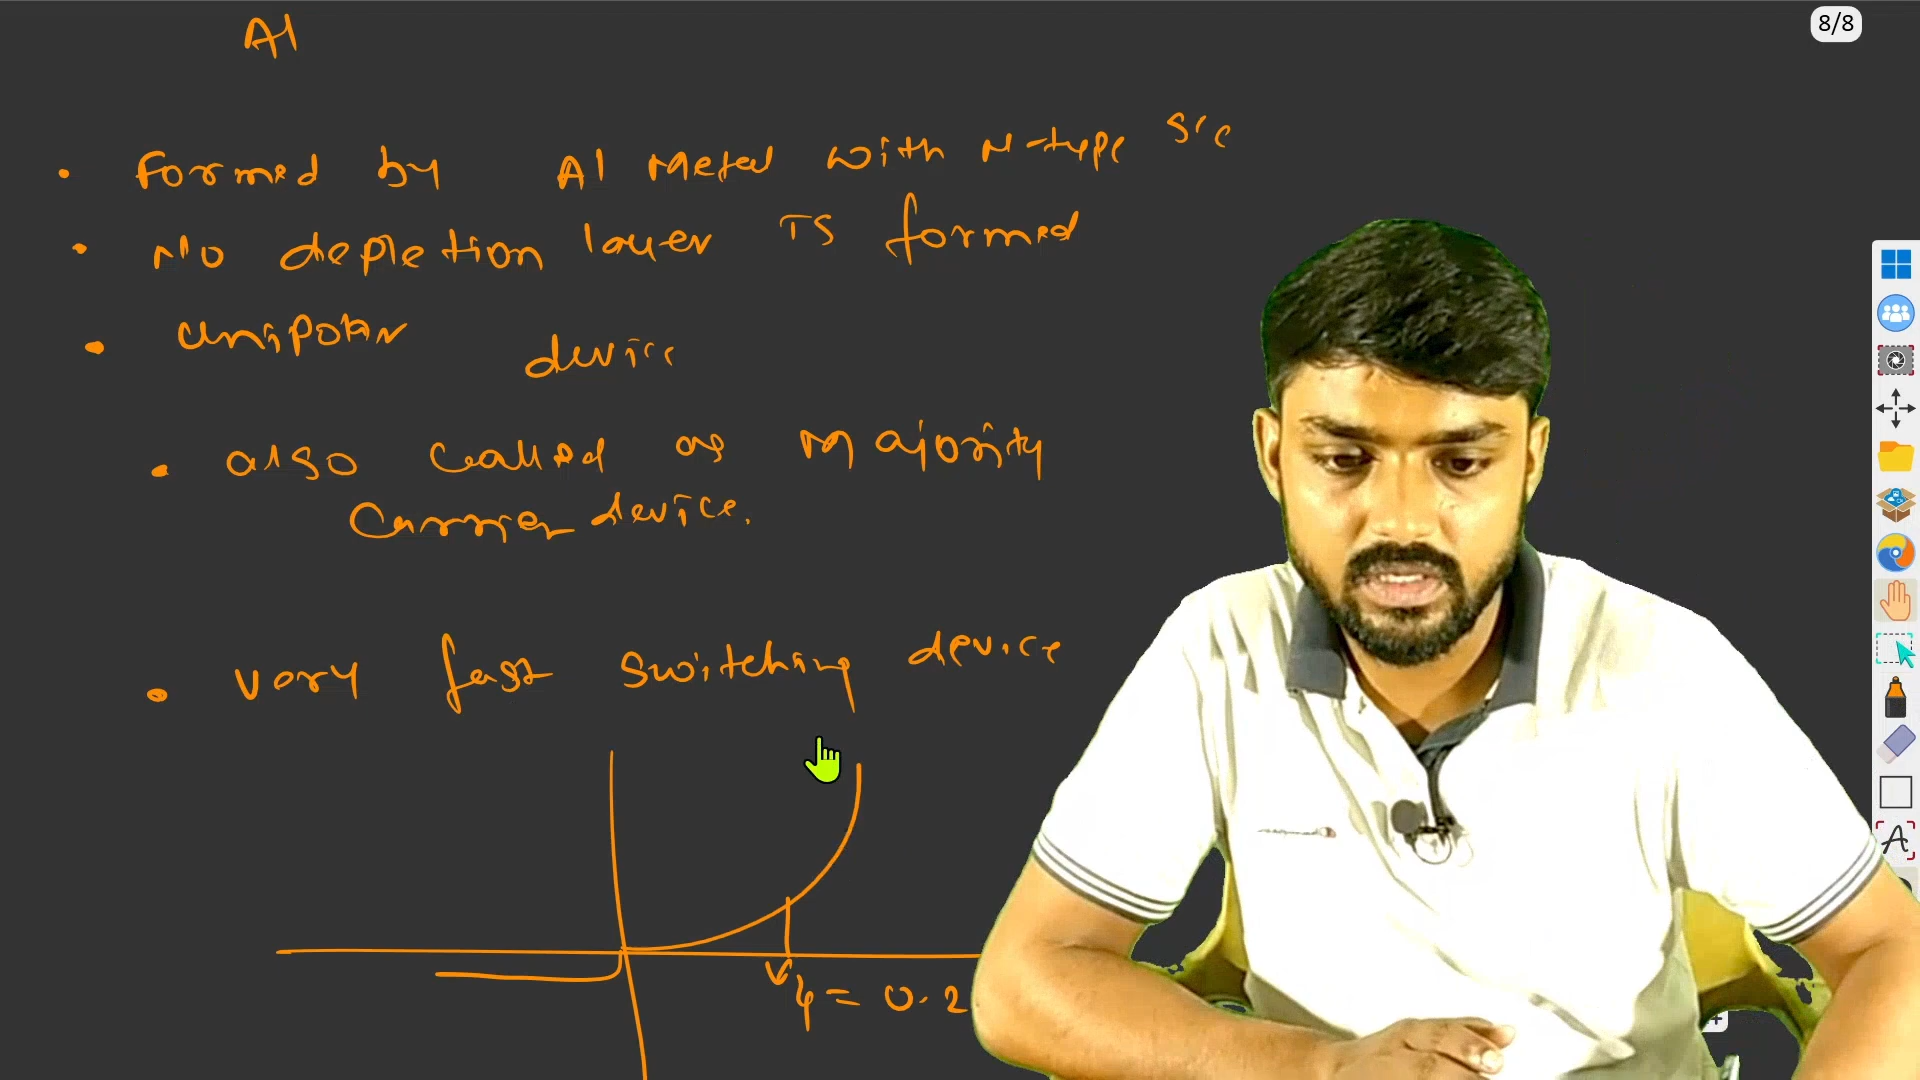 Al
8/8
• Formed by Al Metal with N-type S/C
• No depletion layer is formed
• unipolar device
• also called as Majority
Carrier device.
• very fast switching device
Vγ = 0.2
A